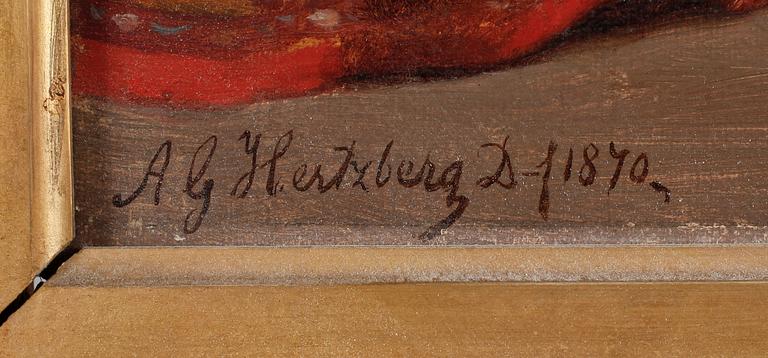 A G Hertzberg D-f 1870.